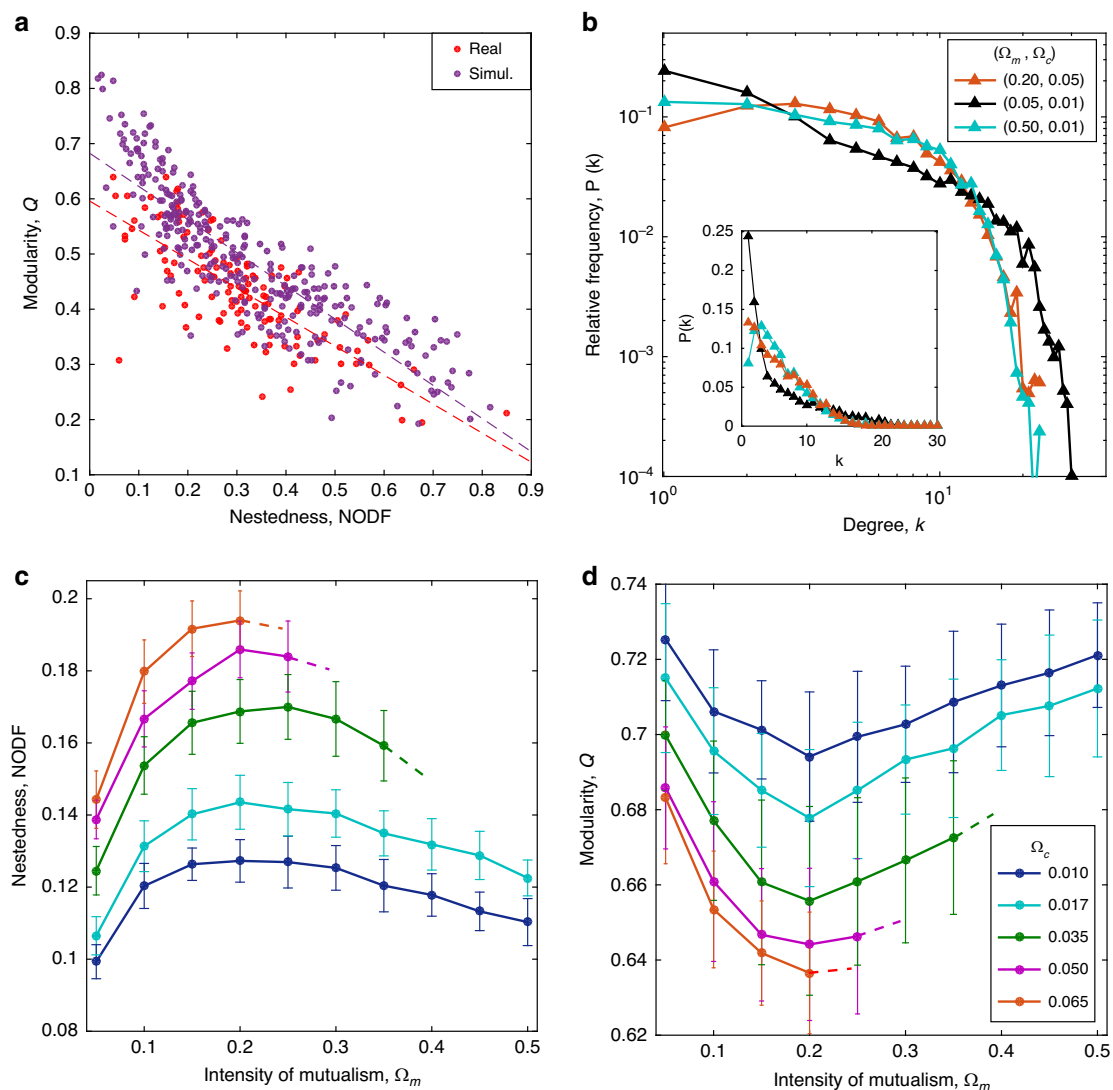 a
0.9
0.8
0.7
0.6
0.5
0.4
0.3
0.2
0.1
Modularity, Q
0 0.1 0.2 0.3 0.4 0.5 0.6 0.7 0.8 0.9
Nestedness, NODF
Real
Simul.
b
10⁻¹
10⁻²
10⁻³
10⁻⁴
Relative frequency, P (k)
10⁰ 10¹
Degree, k
(Ωm , Ωc)
(0.20, 0.05)
(0.05, 0.01)
(0.50, 0.01)
0.25
0.2
0.15
0.1
0.05
0
P(k)
0 10 20 30
k
c
0.2
0.18
0.16
0.14
0.12
0.1
0.08
Nestedness, NODF
0.1 0.2 0.3 0.4 0.5
Intensity of mutualism, Ωm
d
0.74
0.72
0.7
0.68
0.66
0.64
0.62
Modularity, Q
0.1 0.2 0.3 0.4 0.5
Intensity of mutualism, Ωm
Ωc
0.010
0.017
0.035
0.050
0.065